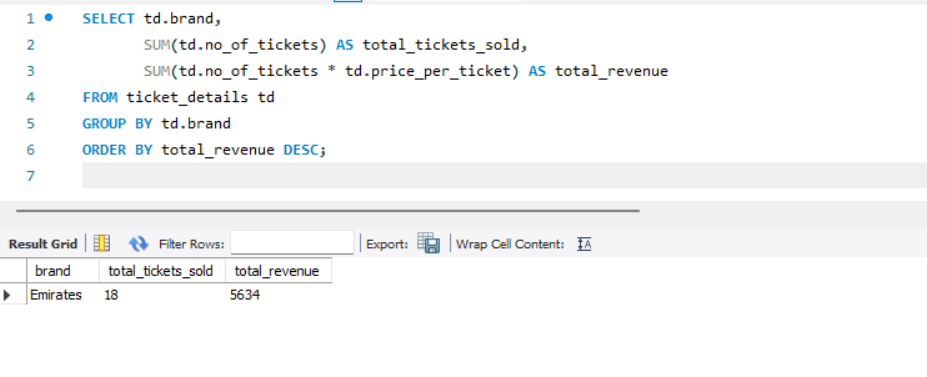 1 SELECT td.brand,
2 SUM(td.no_of_tickets) AS total_tickets_sold,
3 SUM(td.no_of_tickets * td.price_per_ticket) AS total_revenue
4 FROM ticket_details td
5 GROUP BY td.brand
6 ORDER BY total_revenue DESC;
7
Result Grid Filter Rows: Export: Wrap Cell Content:
brand total_tickets_sold total_revenue
Emirates 18 5634